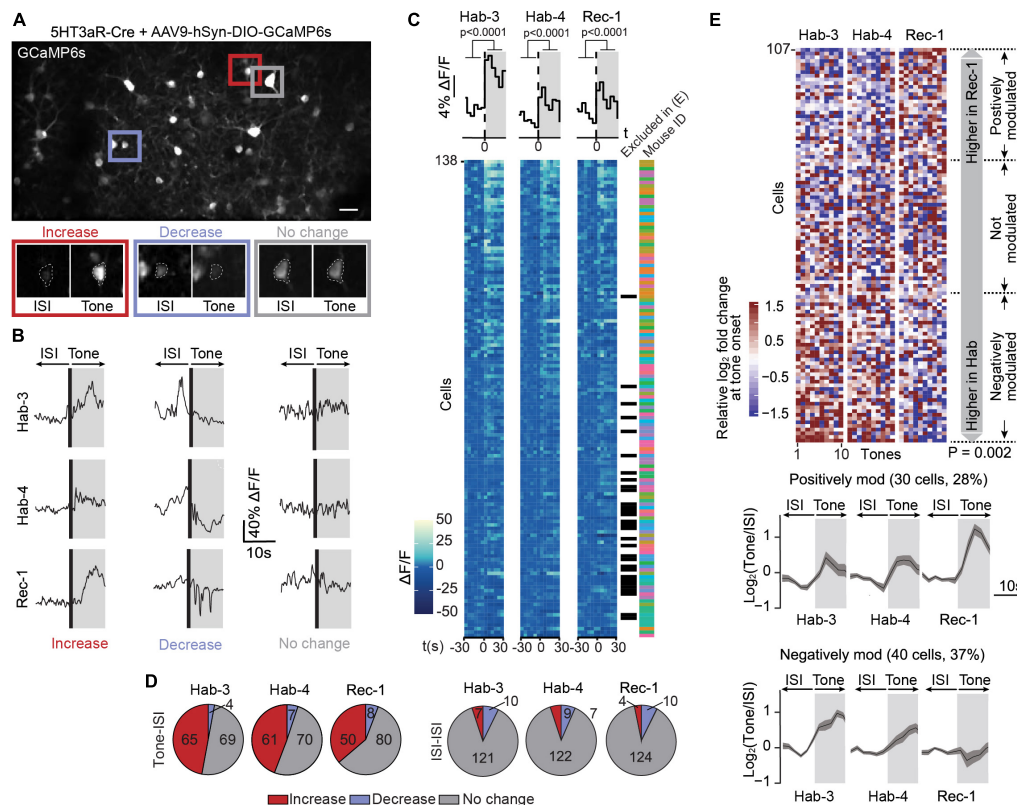 A
5HT3aR-Cre + AAV9-hSyn-DIO-GCaMP6s
GCaMP6s
Increase
Decrease
No change
ISI Tone
ISI Tone
ISI Tone
B
ISI Tone
ISI Tone
ISI Tone
Hab-3
Hab-4
Rec-1
40% ΔF/F
10s
Increase
Decrease
No change
C
Hab-3
Hab-4
Rec-1
p<0.0001
p<0.0001
p<0.0001
4% ΔF/F
0
0
0
t
Excluded in (E)
Mouse ID
138
Cells
50
25
0
-25
-50
ΔF/F
t(s)
-30 0 30
-30 0 30
-30 0 30
D
Hab-3
Hab-4
Rec-1
Tone-ISI
65
4
69
61
7
70
50
8
80
Hab-3
Hab-4
Rec-1
ISI-ISI
7
10
121
9
7
122
4
10
124
Increase
Decrease
No change
E
Hab-3
Hab-4
Rec-1
107
Cells
Higher in Rec-1
Higher in Hab
Postively modulated
Not modulated
Negatively modulated
Relative log2 fold change
at tone onset
1.5
1.0
0.5
0
−0.5
−1.0
−1.5
1 10
Tones
P = 0.002
Positively mod (30 cells, 28%)
ISI Tone
ISI Tone
ISI Tone
Log2(Tone/ISI)
1
0
−1
10s
Hab-3
Hab-4
Rec-1
Negatively mod (40 cells, 37%)
ISI Tone
ISI Tone
ISI Tone
Log2(Tone/ISI)
1
0
−1
Hab-3
Hab-4
Rec-1